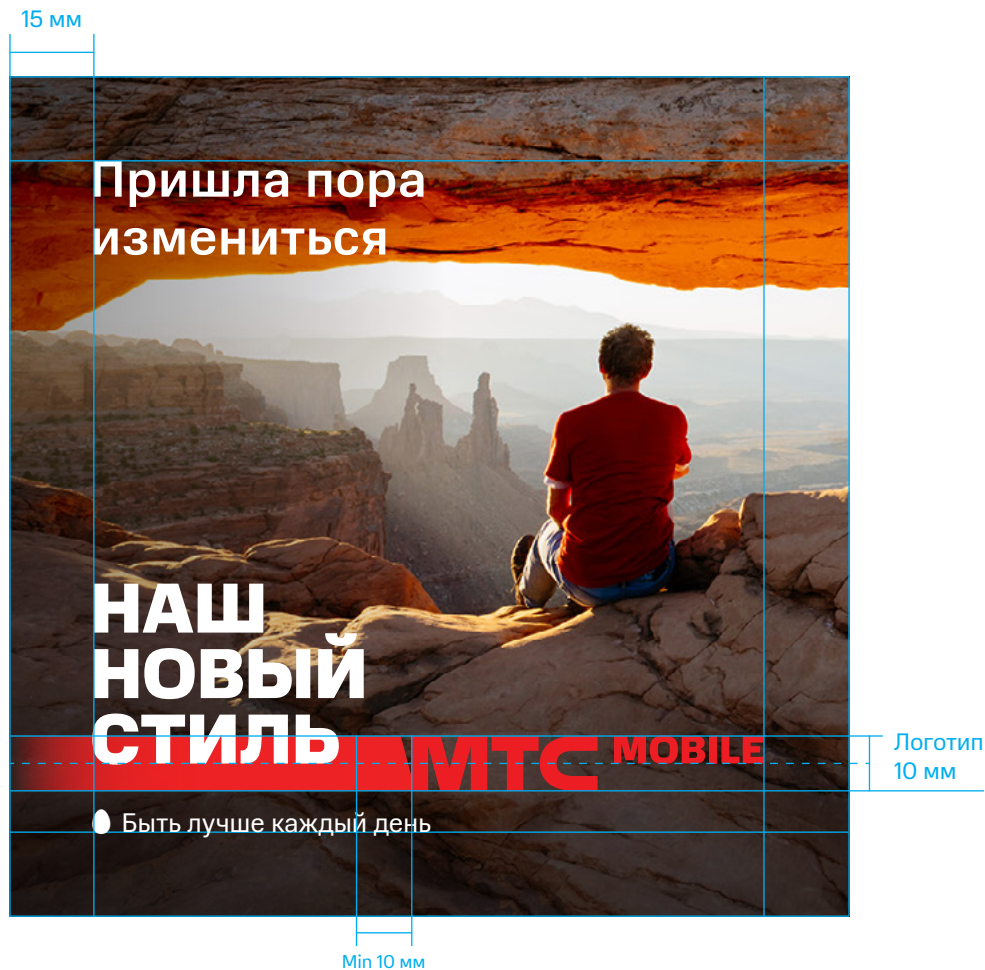 15 мм
Пришла пора
измениться
НАШ
НОВЫЙ
СТИЛЬ
МТС MOBILE
Логотип
10 мм
Быть лучше каждый день
Min 10 мм